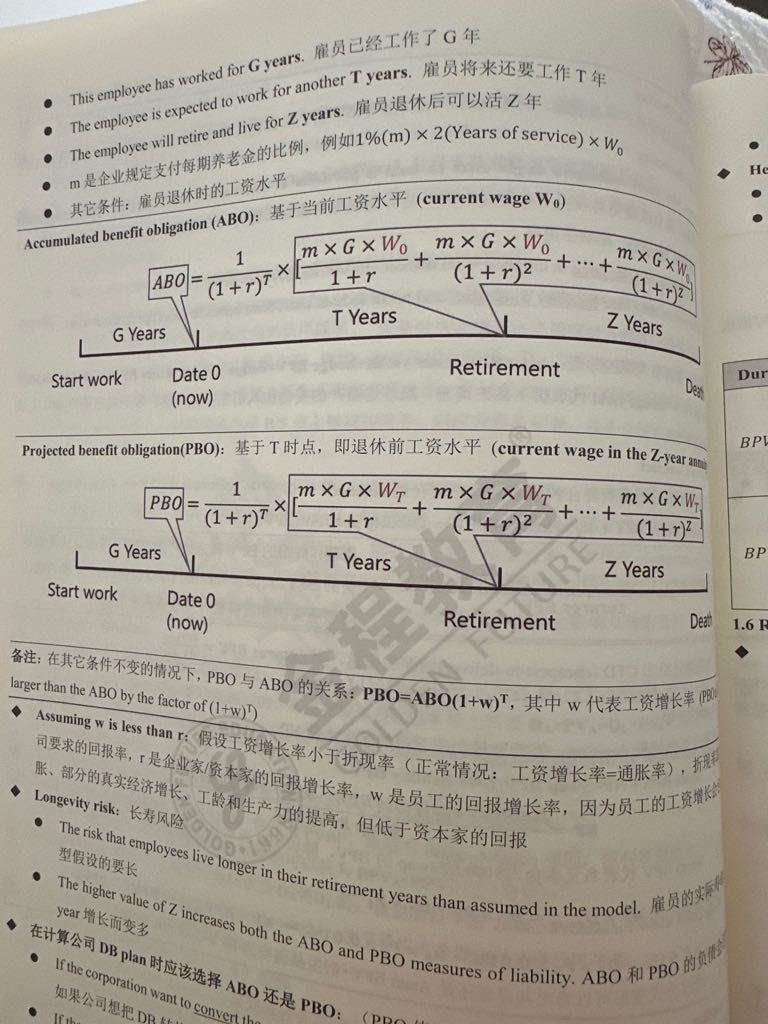 ● This employee has worked for G years. 雇员已经工作了 G 年
● The employee is expected to work for another T years. 雇员将来还要工作 T 年
● The employee will retire and live for Z years. 雇员退休后可以活 Z 年
● m 是企业规定支付每期养老金的比例，例如1%(m) × 2(Years of service) × W₀
● 其它条件：雇员退休时的工资水平
Accumulated benefit obligation (ABO)：基于当前工资水平 (current wage W₀)
ABO = 1/(1+r)^T × [m × G × W₀/(1+r) + m × G × W₀/(1+r)² + ⋯ + m × G × W₀/(1+r)^Z]
G Years T Years Z Years
Start work Date 0 (now) Retirement Death
Projected benefit obligation(PBO)：基于 T 时点，即退休前工资水平 (current wage in the Z-year
PBO = 1/(1+r)^T × [m × G × W_T/(1+r) + m × G × W_T/(1+r)² + ⋯ + m × G × W_T/(1+r)^Z]
G Years T Years Z Years
Start work Date 0 (now) Retirement Death
备注：在其它条件不变的情况下，PBO 与 ABO 的关系：PBO=ABO(1+w)^T，其中 w 代表工资增长率 (PBO
larger than the ABO by the factor of (1+w)^T)
◆ Assuming w is less than r：假设工资增长率小于折现率（正常情况：工资增长率=通胀率），折现率
司要求的回报率，r 是企业家/资本家的回报增长率，w 是员工的回报增长率，因为员工的工资增长会
胀、部分的真实经济增长、工龄和生产力的提高，但低于资本家的回报
◆ Longevity risk：长寿风险
● The risk that employees live longer in their retirement years than assumed in the model. 雇员的实际
型假设的要长
● The higher value of Z increases both the ABO and PBO measures of liability. ABO 和 PBO 的负债会
year 增长而变多
◆ 在计算公司 DB plan 时应该选择 ABO 还是 PBO：（PBO
● If the corporation want to convert the
如果公司想把 DB
● If the
金程教育®
GOLDEN FUTURE
◆ He
Dur
BPV
BP
1.6 R
◆